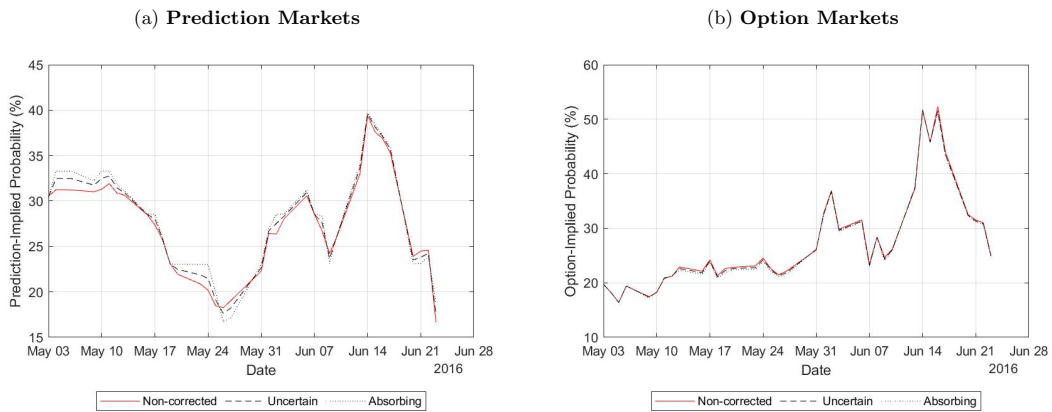 (a) Prediction Markets
45
40
35
30
25
20
15
Prediction-Implied Probability (%)
May 03 May 10 May 17 May 24 May 31 Jun 07 Jun 14 Jun 21 Jun 28
Date
2016
Non-corrected Uncertain Absorbing
(b) Option Markets
60
50
40
30
20
10
Option-Implied Probability (%)
May 03 May 10 May 17 May 24 May 31 Jun 07 Jun 14 Jun 21 Jun 28
Date
2016
Non-corrected Uncertain Absorbing